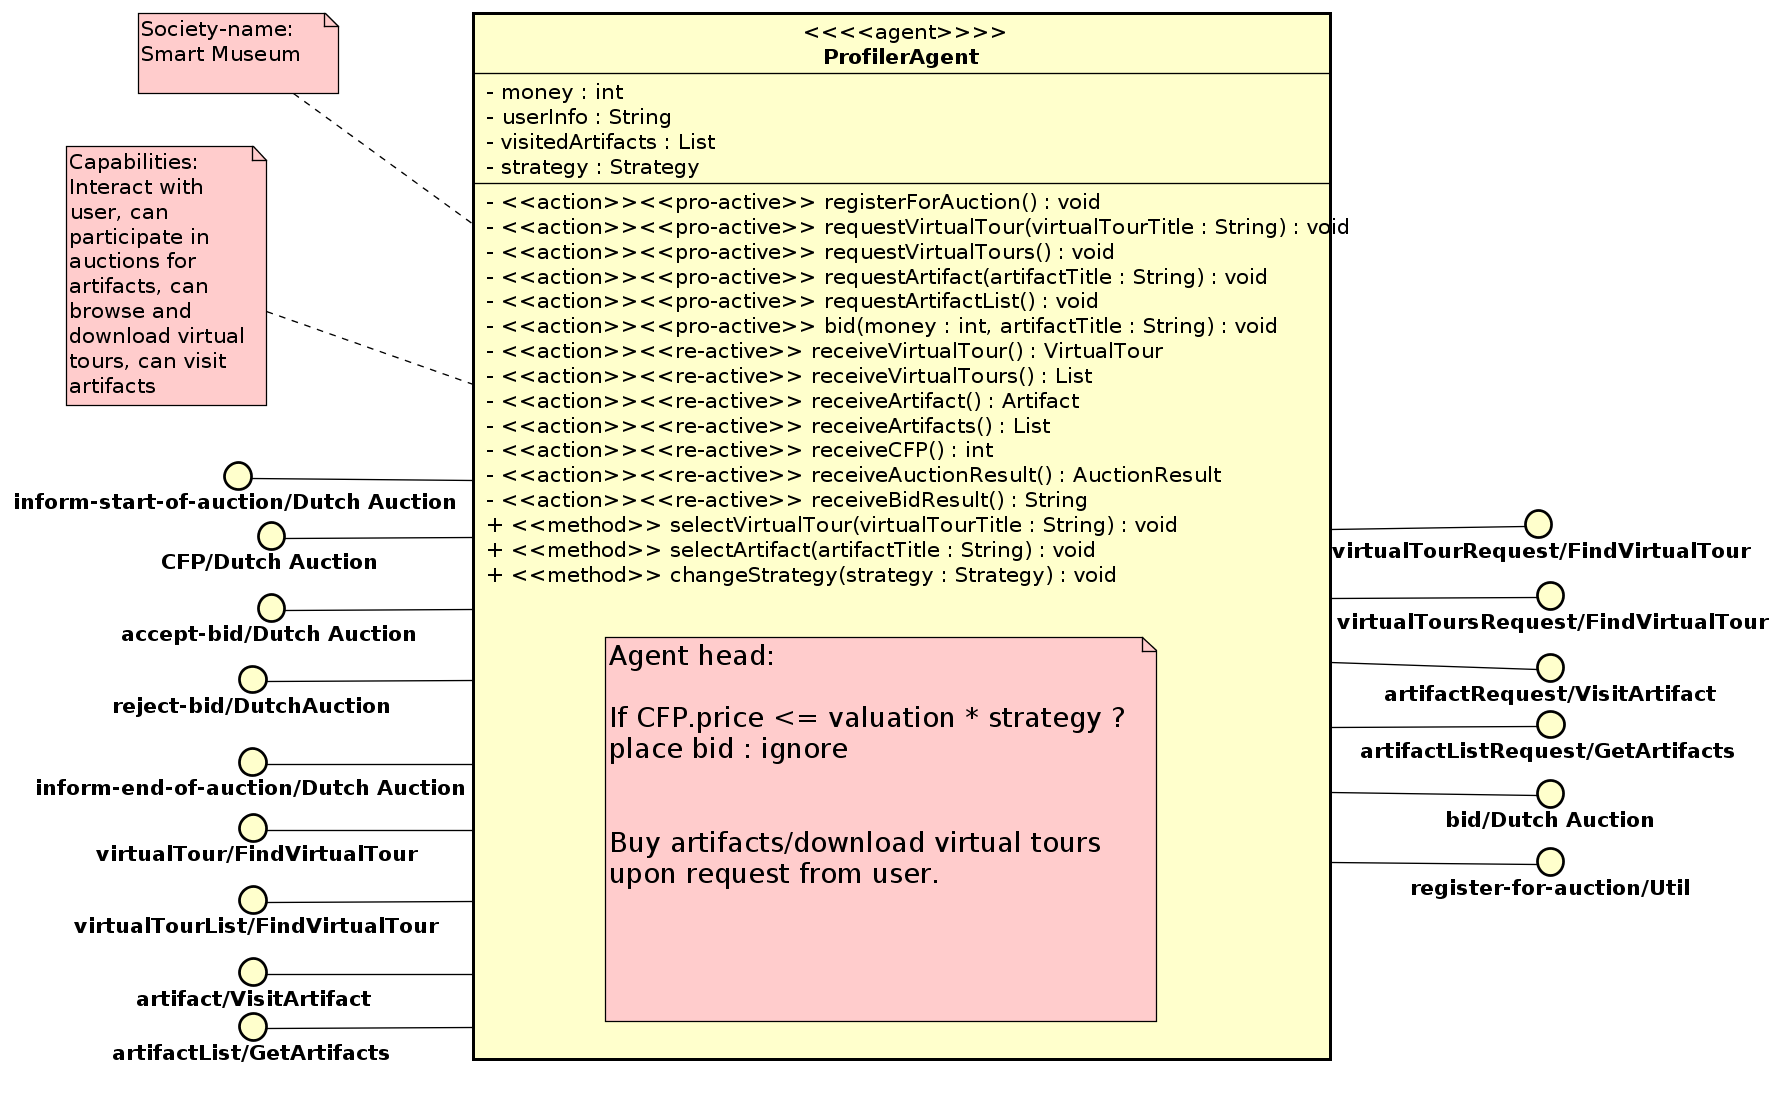 Society-name:
Smart Museum
Capabilities:
Interact with
user, can
participate in
auctions for
artifacts, can
browse and
download virtual
tours, can visit
artifacts
<<<<agent>>>>
ProfilerAgent
- money : int
- userInfo : String
- visitedArtifacts : List
- strategy : Strategy
- <<action>><<pro-active>> registerForAuction() : void
- <<action>><<pro-active>> requestVirtualTour(virtualTourTitle : String) : void
- <<action>><<pro-active>> requestVirtualTours() : void
- <<action>><<pro-active>> requestArtifact(artifactTitle : String) : void
- <<action>><<pro-active>> requestArtifactList() : void
- <<action>><<pro-active>> bid(money : int, artifactTitle : String) : void
- <<action>><<re-active>> receiveVirtualTour() : VirtualTour
- <<action>><<re-active>> receiveVirtualTours() : List
- <<action>><<re-active>> receiveArtifact() : Artifact
- <<action>><<re-active>> receiveArtifacts() : List
- <<action>><<re-active>> receiveCFP() : int
- <<action>><<re-active>> receiveAuctionResult() : AuctionResult
- <<action>><<re-active>> receiveBidResult() : String
+ <<method>> selectVirtualTour(virtualTourTitle : String) : void
+ <<method>> selectArtifact(artifactTitle : String) : void
+ <<method>> changeStrategy(strategy : Strategy) : void
Agent head:
If CFP.price <= valuation * strategy ?
place bid : ignore
Buy artifacts/download virtual tours
upon request from user.
inform-start-of-auction/Dutch Auction
CFP/Dutch Auction
accept-bid/Dutch Auction
reject-bid/DutchAuction
inform-end-of-auction/Dutch Auction
virtualTour/FindVirtualTour
virtualTourList/FindVirtualTour
artifact/VisitArtifact
artifactList/GetArtifacts
virtualTourRequest/FindVirtualTour
virtualToursRequest/FindVirtualTour
artifactRequest/VisitArtifact
artifactListRequest/GetArtifacts
bid/Dutch Auction
register-for-auction/Util